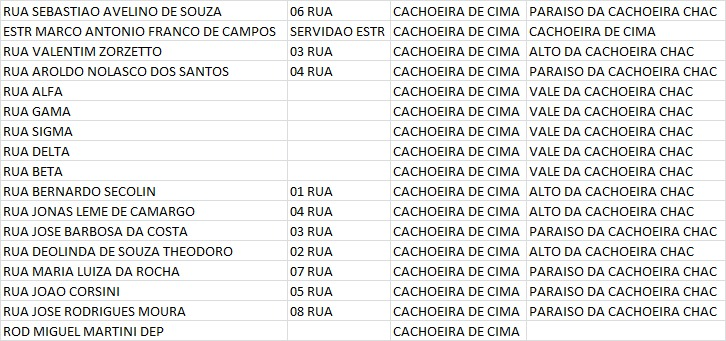 RUA SEBASTIAO AVELINO DE SOUZA 06 RUA CACHOEIRA DE CIMA PARAISO DA CACHOEIRA CHAC
ESTR MARCO ANTONIO FRANCO DE CAMPOS SERVIDAO ESTR CACHOEIRA DE CIMA CACHOEIRA DE CIMA
RUA VALENTIM ZORZETTO 03 RUA CACHOEIRA DE CIMA ALTO DA CACHOEIRA CHAC
RUA AROLDO NOLASCO DOS SANTOS 04 RUA CACHOEIRA DE CIMA PARAISO DA CACHOEIRA CHAC
RUA ALFA CACHOEIRA DE CIMA VALE DA CACHOEIRA CHAC
RUA GAMA CACHOEIRA DE CIMA VALE DA CACHOEIRA CHAC
RUA SIGMA CACHOEIRA DE CIMA VALE DA CACHOEIRA CHAC
RUA DELTA CACHOEIRA DE CIMA VALE DA CACHOEIRA CHAC
RUA BETA CACHOEIRA DE CIMA VALE DA CACHOEIRA CHAC
RUA BERNARDO SECOLIN 01 RUA CACHOEIRA DE CIMA ALTO DA CACHOEIRA CHAC
RUA JONAS LEME DE CAMARGO 04 RUA CACHOEIRA DE CIMA ALTO DA CACHOEIRA CHAC
RUA JOSE BARBOSA DA COSTA 03 RUA CACHOEIRA DE CIMA PARAISO DA CACHOEIRA CHAC
RUA DEOLINDA DE SOUZA THEODORO 02 RUA CACHOEIRA DE CIMA ALTO DA CACHOEIRA CHAC
RUA MARIA LUIZA DA ROCHA 07 RUA CACHOEIRA DE CIMA PARAISO DA CACHOEIRA CHAC
RUA JOAO CORSINI 05 RUA CACHOEIRA DE CIMA PARAISO DA CACHOEIRA CHAC
RUA JOSE RODRIGUES MOURA 08 RUA CACHOEIRA DE CIMA PARAISO DA CACHOEIRA CHAC
ROD MIGUEL MARTINI DEP CACHOEIRA DE CIMA